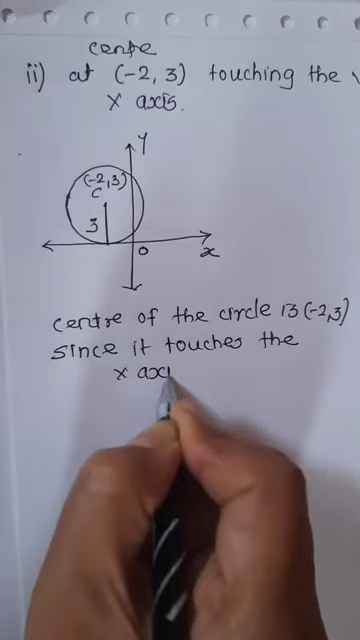 centre
ii) at (-2, 3) touching the
X axis.
Y
(-2,3)
C
3
O
x
centre of the circle is (-2,3)
since it touches the
x axi